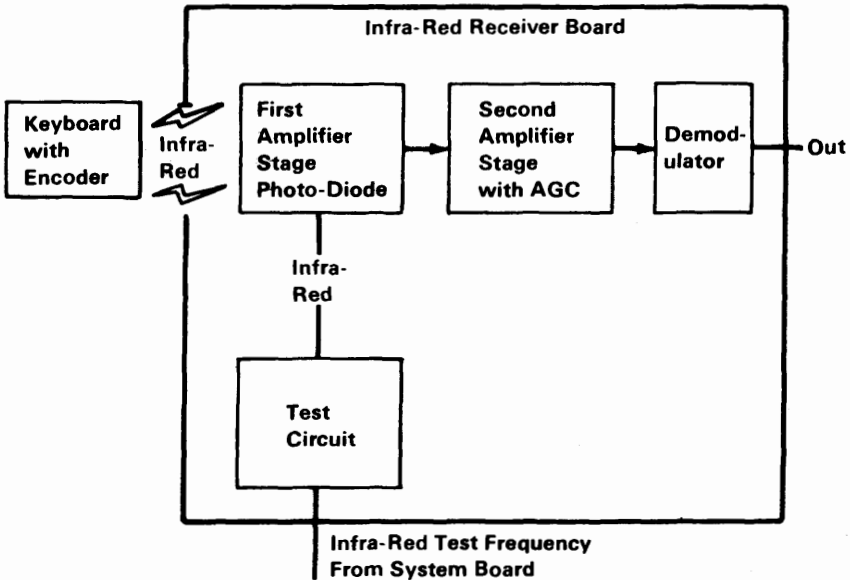 Infra-Red Receiver Board
Keyboard
with
Encoder
Infra-
Red
First
Amplifier
Stage
Photo-Diode
Second
Amplifier
Stage
with AGC
Demod-
ulator
Out
Infra-
Red
Test
Circuit
Infra-Red Test Frequency
From System Board